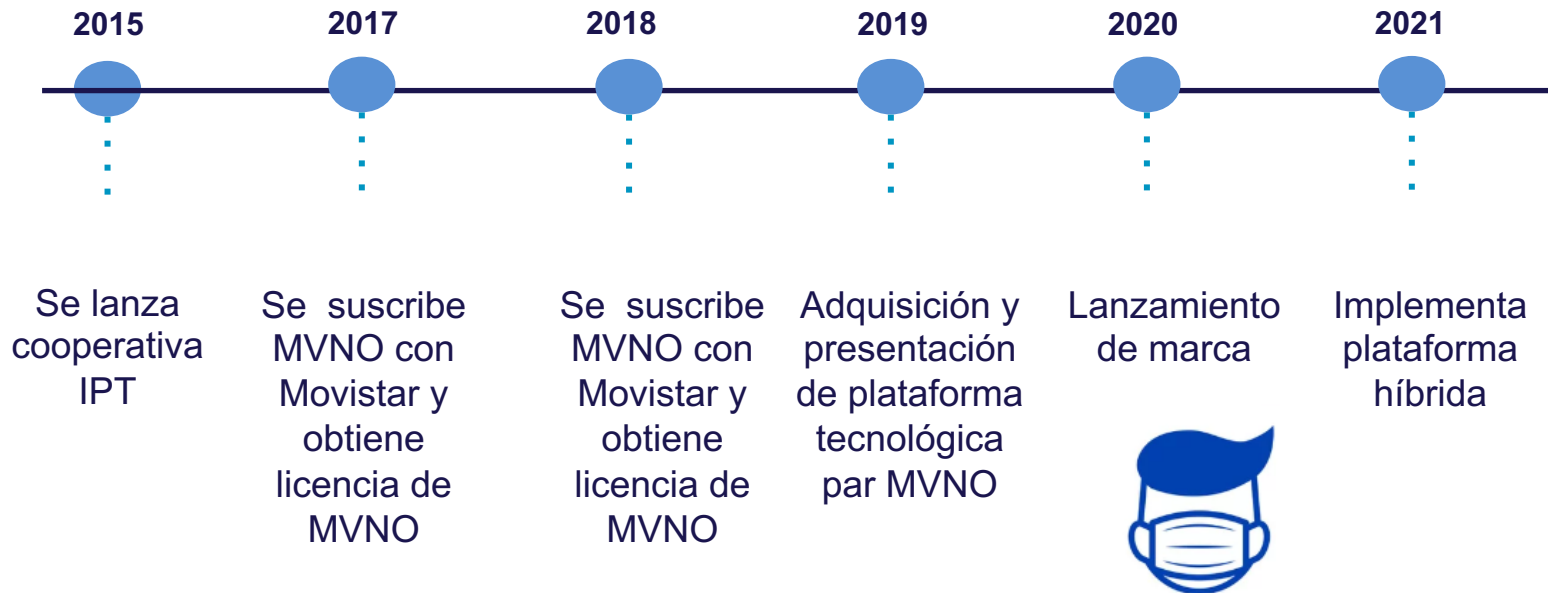 2015
2017
2018
2019
2020
2021
Se lanza
cooperativa
IPT
Se suscribe
MVNO con
Movistar y
obtiene
licencia de
MVNO
Se suscribe
MVNO con
Movistar y
obtiene
licencia de
MVNO
Adquisición y
presentación
de plataforma
tecnológica
par MVNO
Lanzamiento
de marca
Implementa
plataforma
híbrida